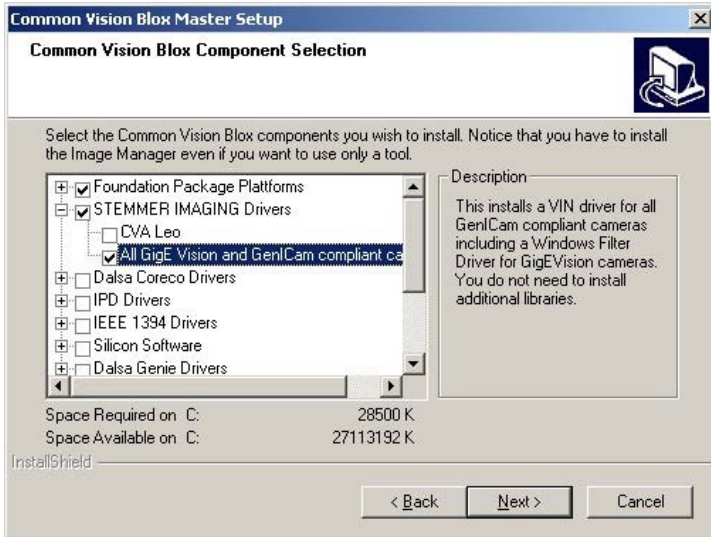 Common Vision Blox Master Setup
Common Vision Blox Component Selection
Select the Common Vision Blox components you wish to install. Notice that you have to install
the Image Manager even if you want to use only a tool.
Foundation Package Plattforms
STEMMER IMAGING Drivers
CVA Leo
All GigE Vision and GenICam compliant ca
Dalsa Coreco Drivers
IPD Drivers
IEEE 1394 Drivers
Silicon Software
Dalsa Genie Drivers
Description
This installs a VIN driver for all
GenICam compliant cameras
including a Windows Filter
Driver for GigEVision cameras.
You do not need to install
additional libraries.
Space Required on C: 28500 K
Space Available on C: 27113192 K
InstallShield
< Back
Next >
Cancel